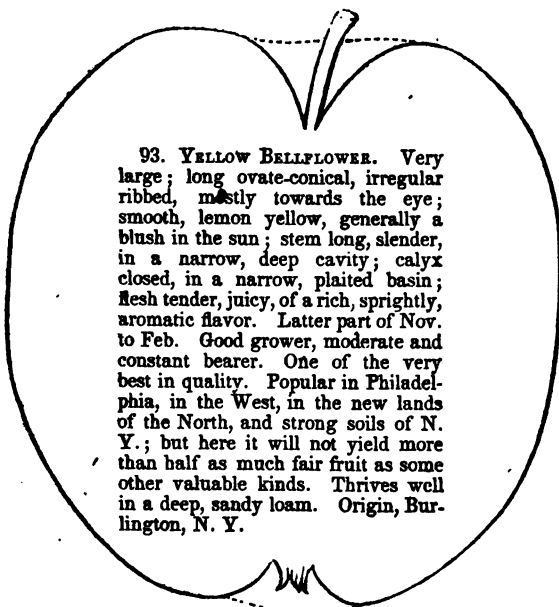 93. YELLOW BELLFLOWER. Very
large; long ovate-conical, irregular
ribbed, mostly towards the eye;
smooth, lemon yellow, generally a
blush in the sun; stem long, slender,
in a narrow, deep cavity; calyx
closed, in a narrow, plaited basin;
flesh tender, juicy, of a rich, sprightly,
aromatic flavor. Latter part of Nov.
to Feb. Good grower, moderate and
constant bearer. One of the very
best in quality. Popular in Philadel-
phia, in the West, in the new lands
of the North, and strong soils of N.
Y.; but here it will not yield more
than half as much fair fruit as some
other valuable kinds. Thrives well
in a deep, sandy loam. Origin, Bur-
lington, N. Y.